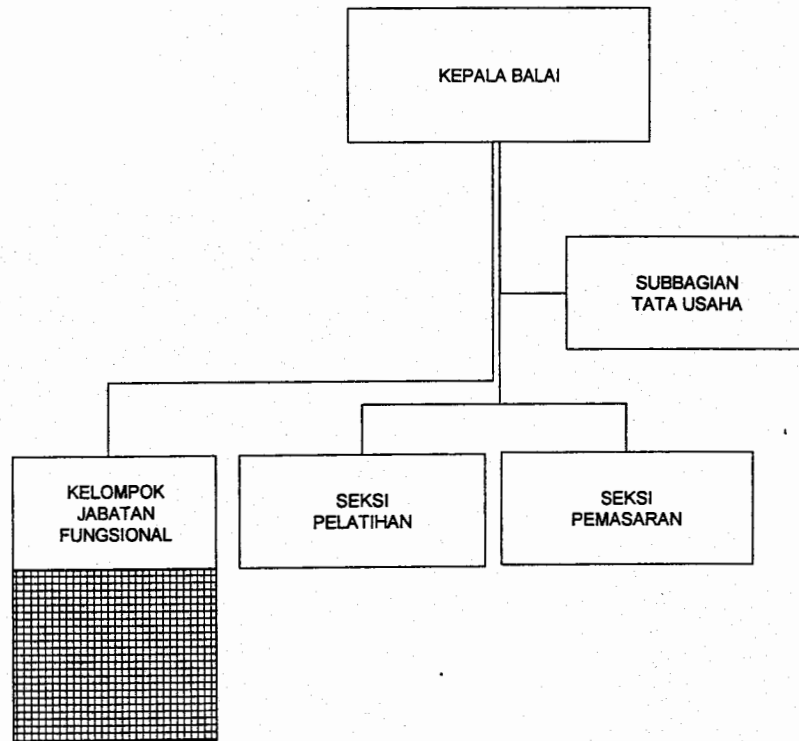 KEPALA BALAI
SUBBAGIAN
TATA USAHA
KELOMPOK
JABATAN
FUNGSIONAL
SEKSI
PELATIHAN
SEKSI
PEMASARAN